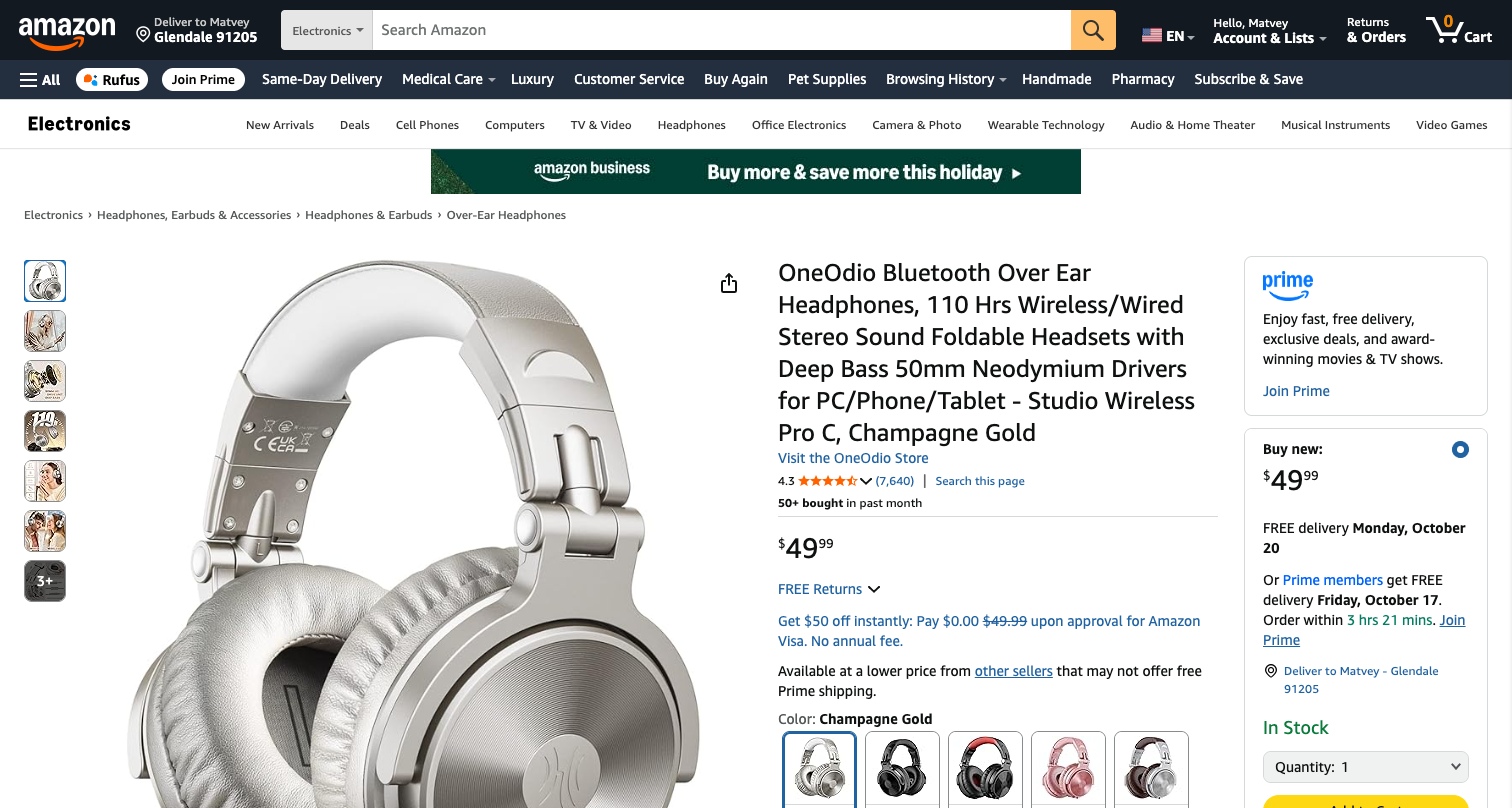 amazon
Deliver to Matvey
Glendale 91205
Electronics
Search Amazon
EN
Hello, Matvey
Account & Lists
Returns
& Orders
0
Cart
All
Rufus
Join Prime
Same-Day Delivery
Medical Care
Luxury
Customer Service
Buy Again
Pet Supplies
Browsing History
Handmade
Pharmacy
Subscribe & Save
Electronics
New Arrivals
Deals
Cell Phones
Computers
TV & Video
Headphones
Office Electronics
Camera & Photo
Wearable Technology
Audio & Home Theater
Musical Instruments
Video Games
amazon business
Buy more & save more this holiday ▸
Electronics › Headphones, Earbuds & Accessories › Headphones & Earbuds › Over-Ear Headphones
3+
CE UK CA
L
OneOdio Bluetooth Over Ear
Headphones, 110 Hrs Wireless/Wired
Stereo Sound Foldable Headsets with
Deep Bass 50mm Neodymium Drivers
for PC/Phone/Tablet - Studio Wireless
Pro C, Champagne Gold
Visit the OneOdio Store
4.3 (7,640) | Search this page
50+ bought in past month
$49.99
FREE Returns
Get $50 off instantly: Pay $0.00 $49.99 upon approval for Amazon
Visa. No annual fee.
Available at a lower price from other sellers that may not offer free
Prime shipping.
Color: Champagne Gold
prime
Enjoy fast, free delivery,
exclusive deals, and award-
winning movies & TV shows.
Join Prime
Buy new:
$49.99
FREE delivery Monday, October
20
Or Prime members get FREE
delivery Friday, October 17.
Order within 3 hrs 21 mins. Join
Prime
Deliver to Matvey - Glendale
91205
In Stock
Quantity: 1